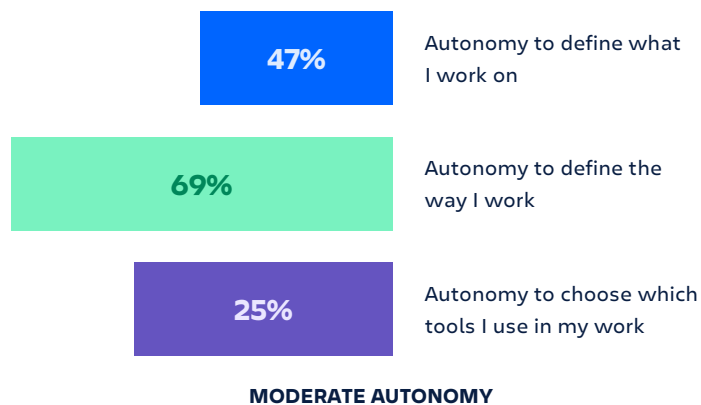 47%
Autonomy to define what
I work on
69%
Autonomy to define the
way I work
25%
Autonomy to choose which
tools I use in my work
MODERATE AUTONOMY